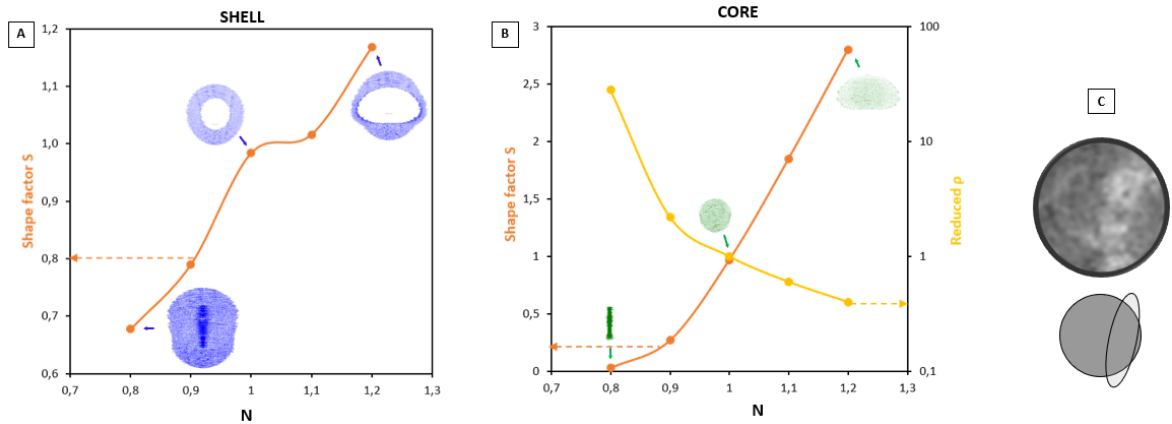 A
SHELL
1,2
1,1
1,0
0,9
0,8
0,7
0,6
Shape factor S
0,7 0,8 0,9 1 1,1 1,2 1,3
N
B
CORE
3
2,5
2
1,5
1
0,5
0
Shape factor S
100
10
1
0,1
Reduced ρ
0,7 0,8 0,9 1 1,1 1,2 1,3
N
C